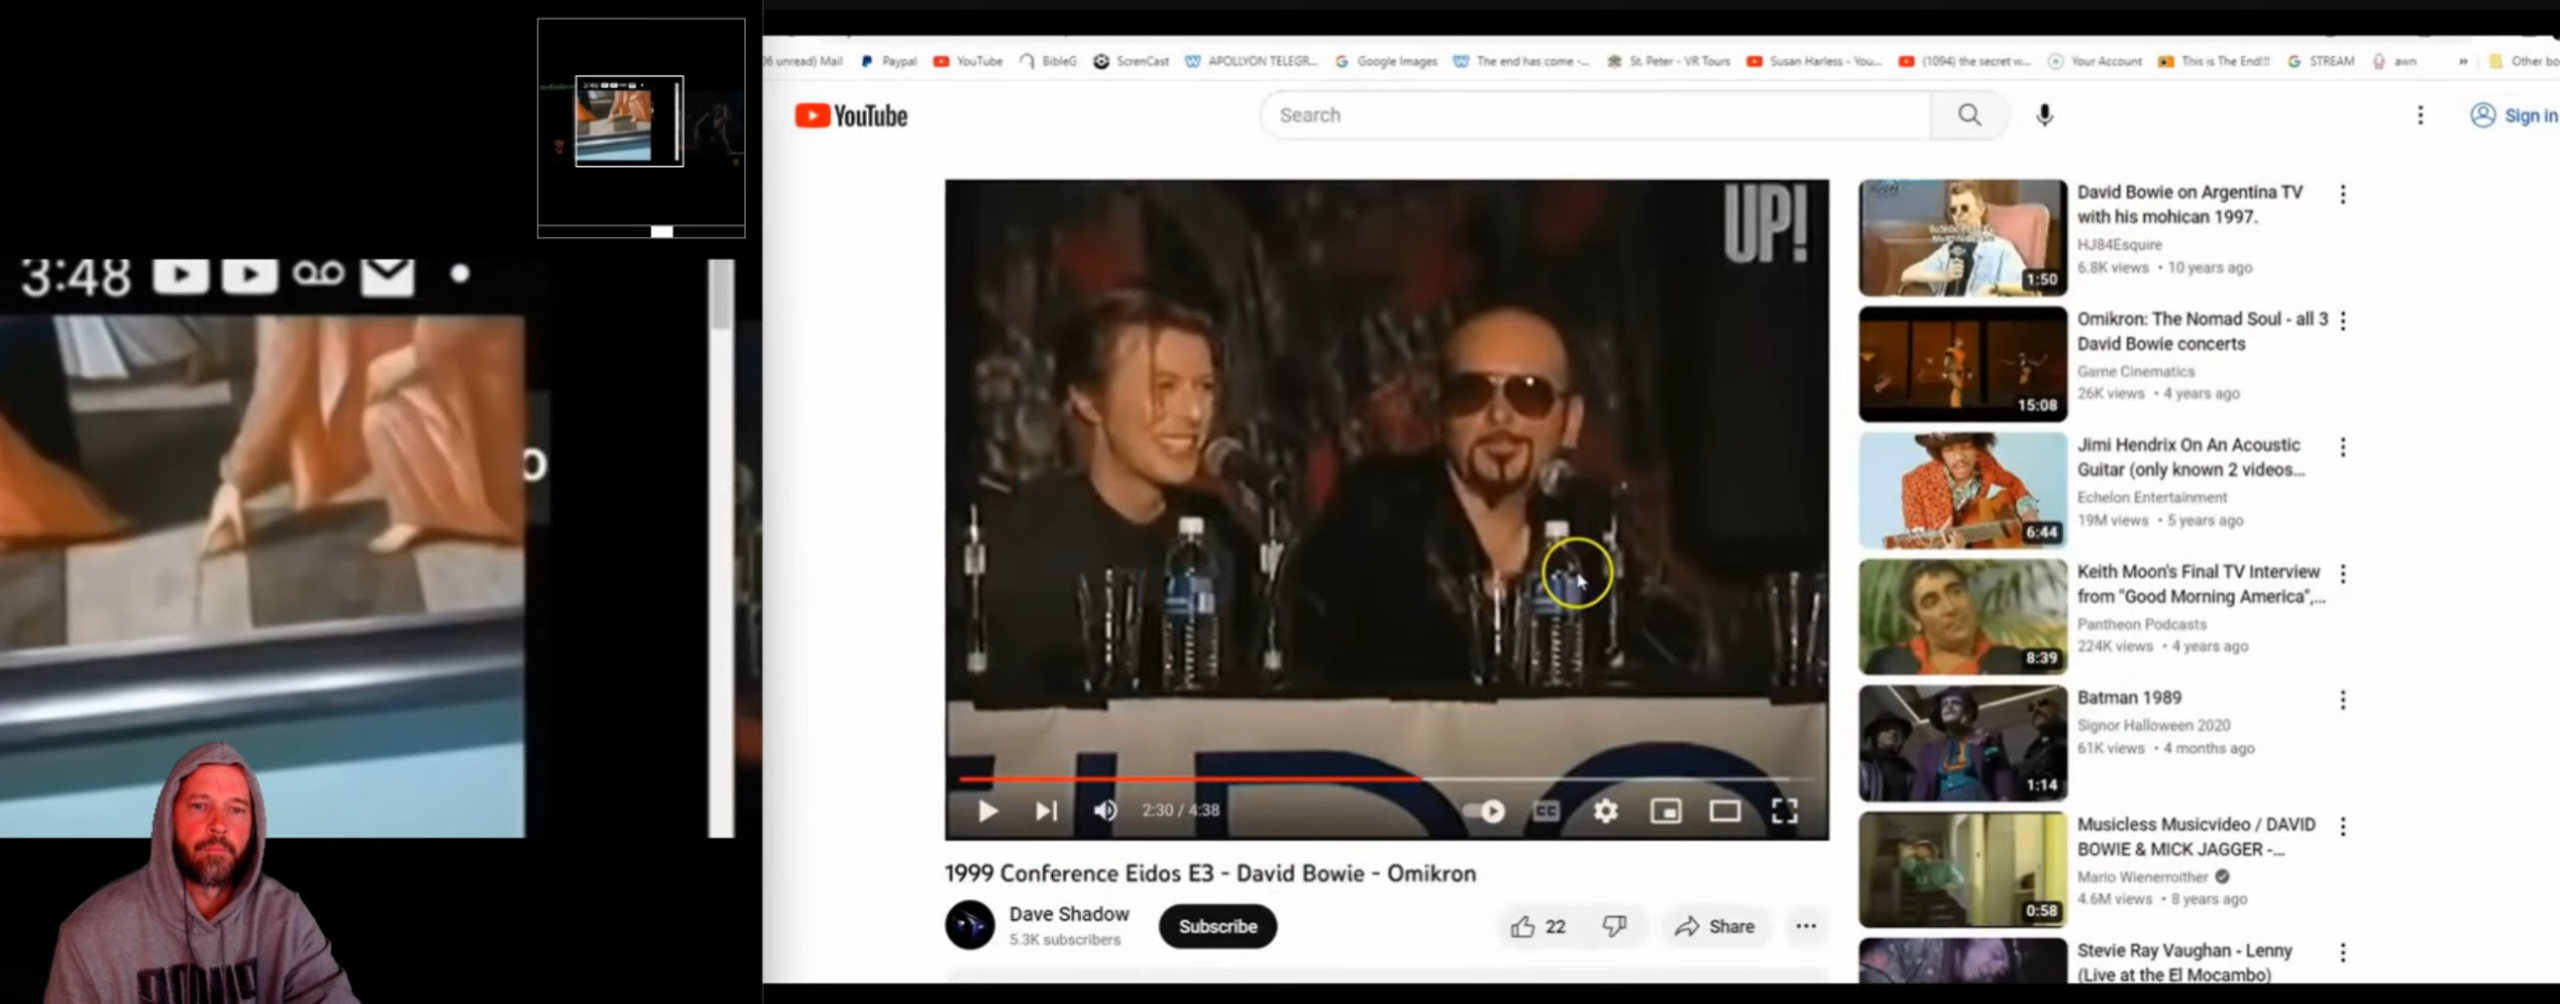 3:48
06 unread) Mail
Paypal
YouTube
BibleG
ScrenCast
APOLLYON TELEGR...
Google Images
The end has come -...
St. Peter - VR Tours
Susan Harless - You...
(1094) the secret w...
Your Account
This is The End!!!
STREAM
awn
»
Other bo
YouTube
Search
Sign in
UP!
EIDO
2:30 / 4:38
CC
1999 Conference Eidos E3 - David Bowie - Omikron
Dave Shadow
5.3K subscribers
Subscribe
22
Share
David Bowie on Argentina TV
with his mohican 1997.
HJ84Esquire
6.8K views • 10 years ago
1:50
Omikron: The Nomad Soul - all 3
David Bowie concerts
Game Cinematics
26K views • 4 years ago
15:08
Jimi Hendrix On An Acoustic
Guitar (only known 2 videos...
Echelon Entertainment
19M views • 5 years ago
6:44
Keith Moon's Final TV Interview
from "Good Morning America",...
Pantheon Podcasts
224K views • 4 years ago
8:39
Batman 1989
Signor Halloween 2020
61K views • 4 months ago
1:14
Musicless Musicvideo / DAVID
BOWIE & MICK JAGGER -...
Mario Wienerroither
4.6M views • 8 years ago
0:58
Stevie Ray Vaughan - Lenny
(Live at the El Mocambo)